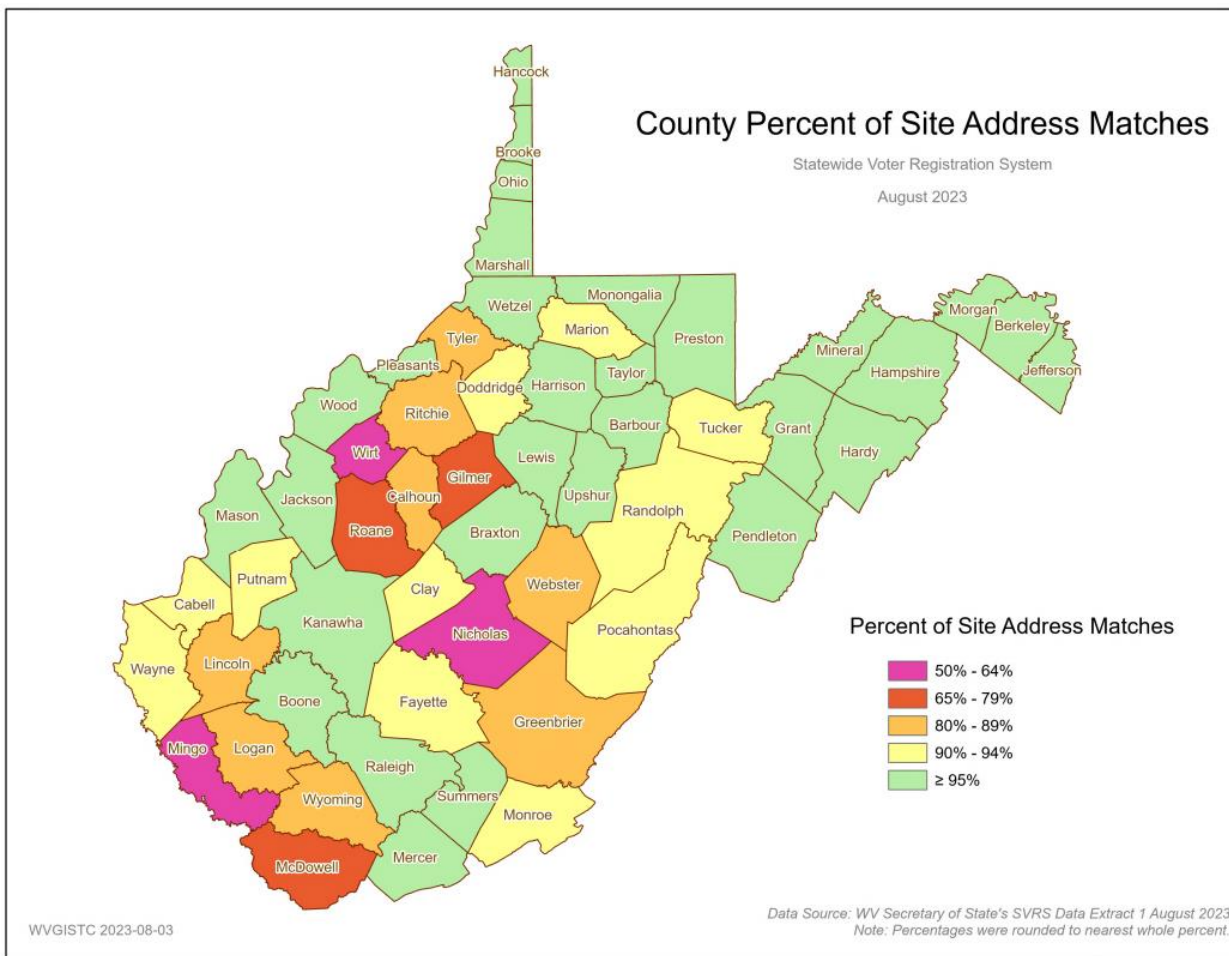 Hancock
County Percent of Site Address Matches
Brooke
Statewide Voter Registration System
Ohio
August 2023
Marshall
Wetzel
Monongalia
Morgan
Marion
Berkeley
Tyler
Preston
Mineral
Pleasants
Jefferson
Hampshire
Doddridge
Harrison
Taylor
Wood
Ritchie
Barbour
Tucker
Grant
Hardy
Wirt
Lewis
Gilmer
Calhoun
Upshur
Jackson
Randolph
Mason
Roane
Braxton
Pendleton
Putnam
Clay
Webster
Cabell
Kanawha
Pocahontas
Nicholas
Percent of Site Address Matches
Wayne
Lincoln
50% - 64%
Boone
Fayette
65% - 79%
Greenbrier
80% - 89%
Mingo
Logan
90% - 94%
Raleigh
≥ 95%
Summers
Wyoming
Monroe
Mercer
McDowell
Data Source: WV Secretary of State's SVRS Data Extract 1 August 2023
WVGISTC 2023-08-03
Note: Percentages were rounded to nearest whole percent.